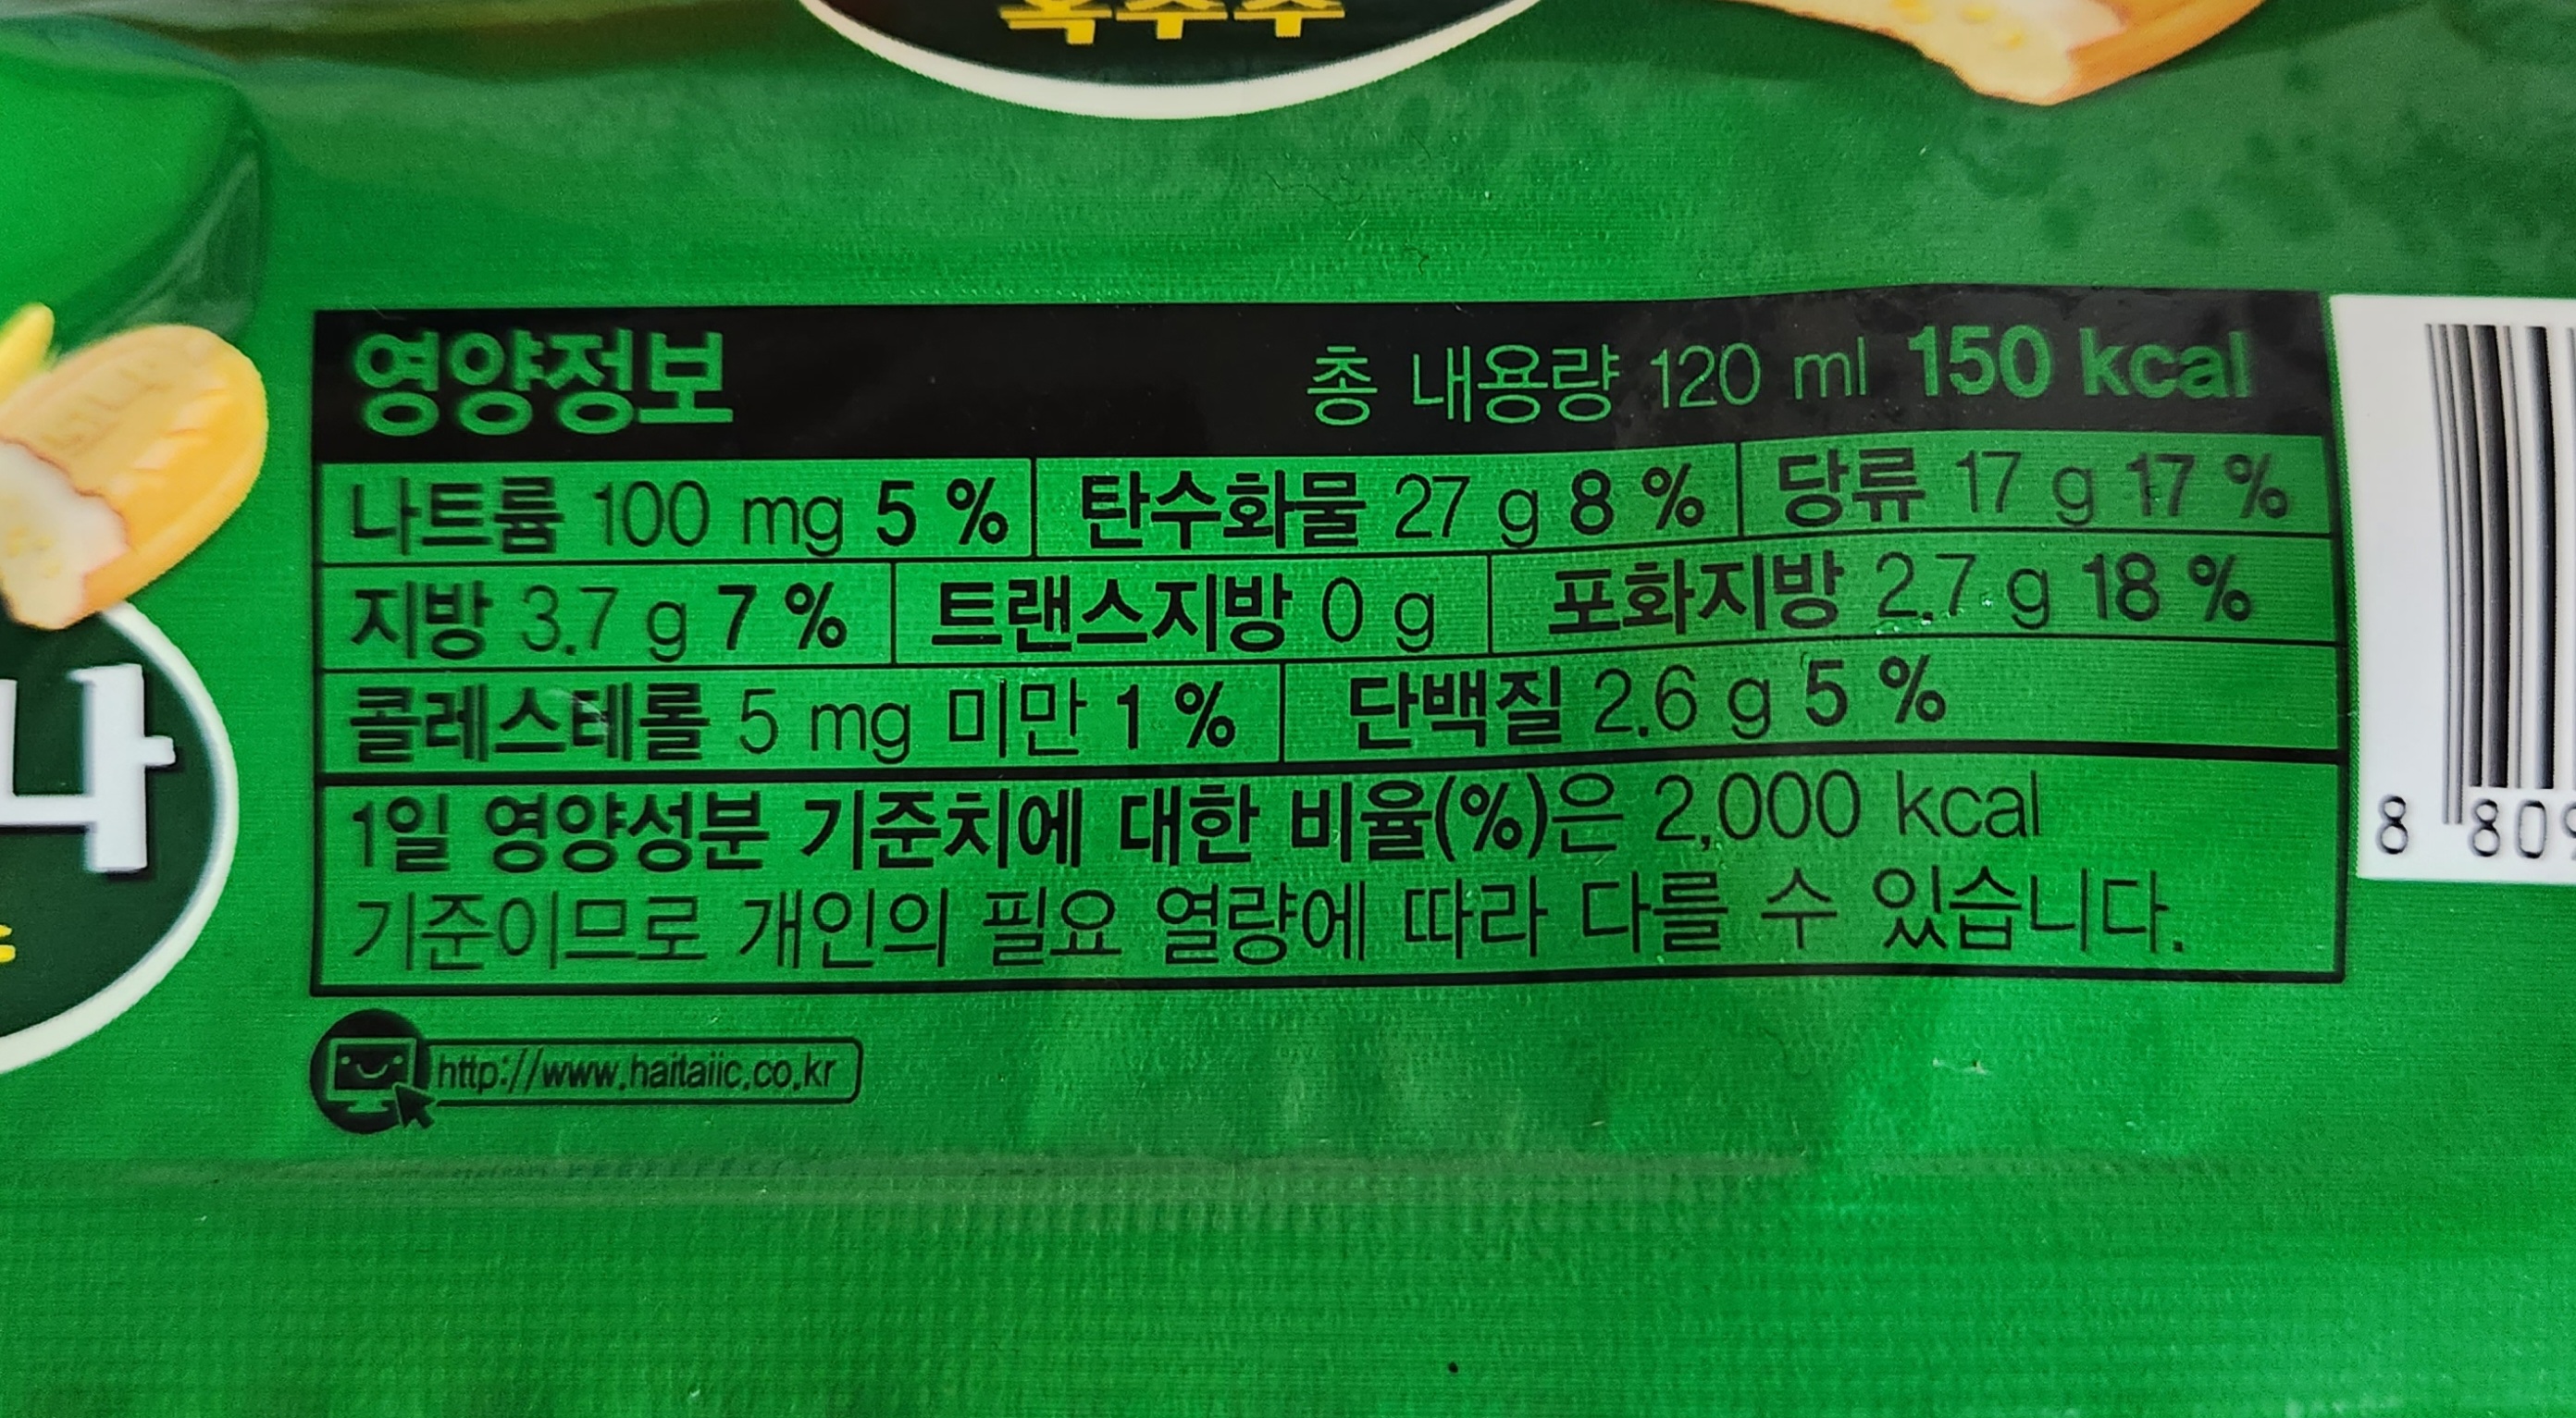 옥수수
영양정보 총 내용량 120 ml 150 kcal
나트륨 100 mg 5 % 탄수화물 27 g 8 % 당류 17 g 17 %
지방 3.7 g 7 % 트랜스지방 0 g 포화지방 2.7 g 18 %
콜레스테롤 5 mg 미만 1 % 단백질 2.6 g 5 %
1일 영양성분 기준치에 대한 비율(%)은 2,000 kcal
기준이므로 개인의 필요 열량에 따라 다를 수 있습니다.
http://www.haitaiic.co.kr
나
8 809